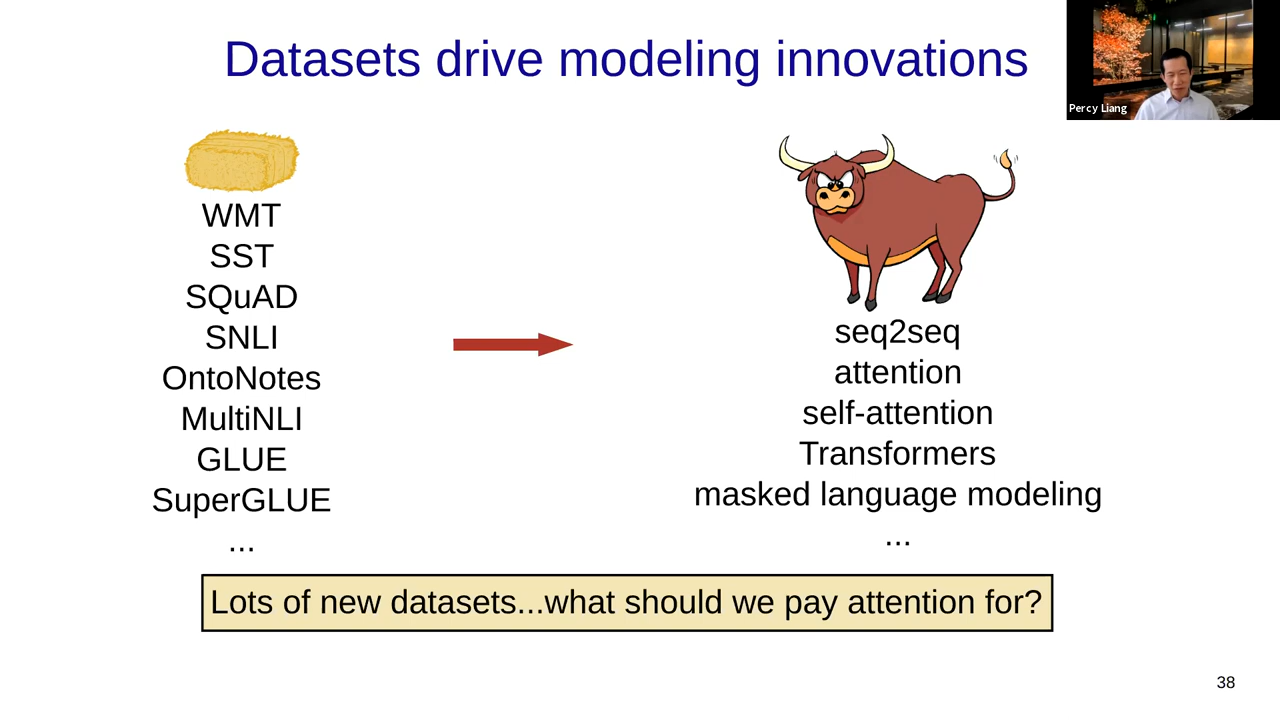 Datasets drive modeling innovations
Percy Liang
WMT
SST
SQuAD
SNLI
OntoNotes
MultiNLI
GLUE
SuperGLUE
...
seq2seq
attention
self-attention
Transformers
masked language modeling
...
Lots of new datasets...what should we pay attention for?
38